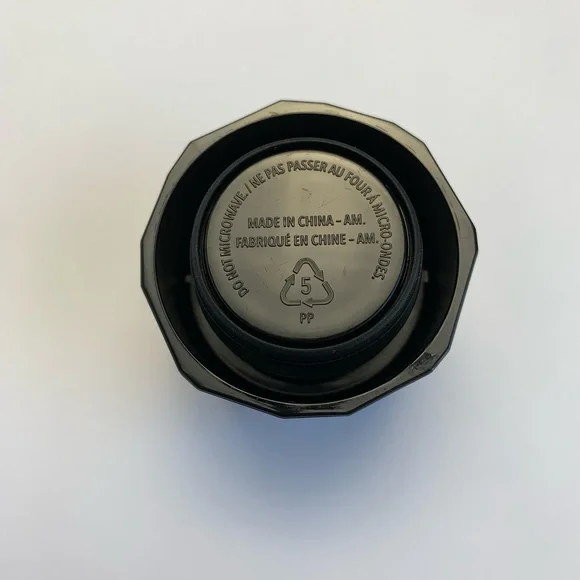 DO NOT MICROWAVE. / NE PAS PASSER AU FOUR À MICRO-ONDES.
MADE IN CHINA – AM.
FABRIQUÉ EN CHINE – AM.
5
PP